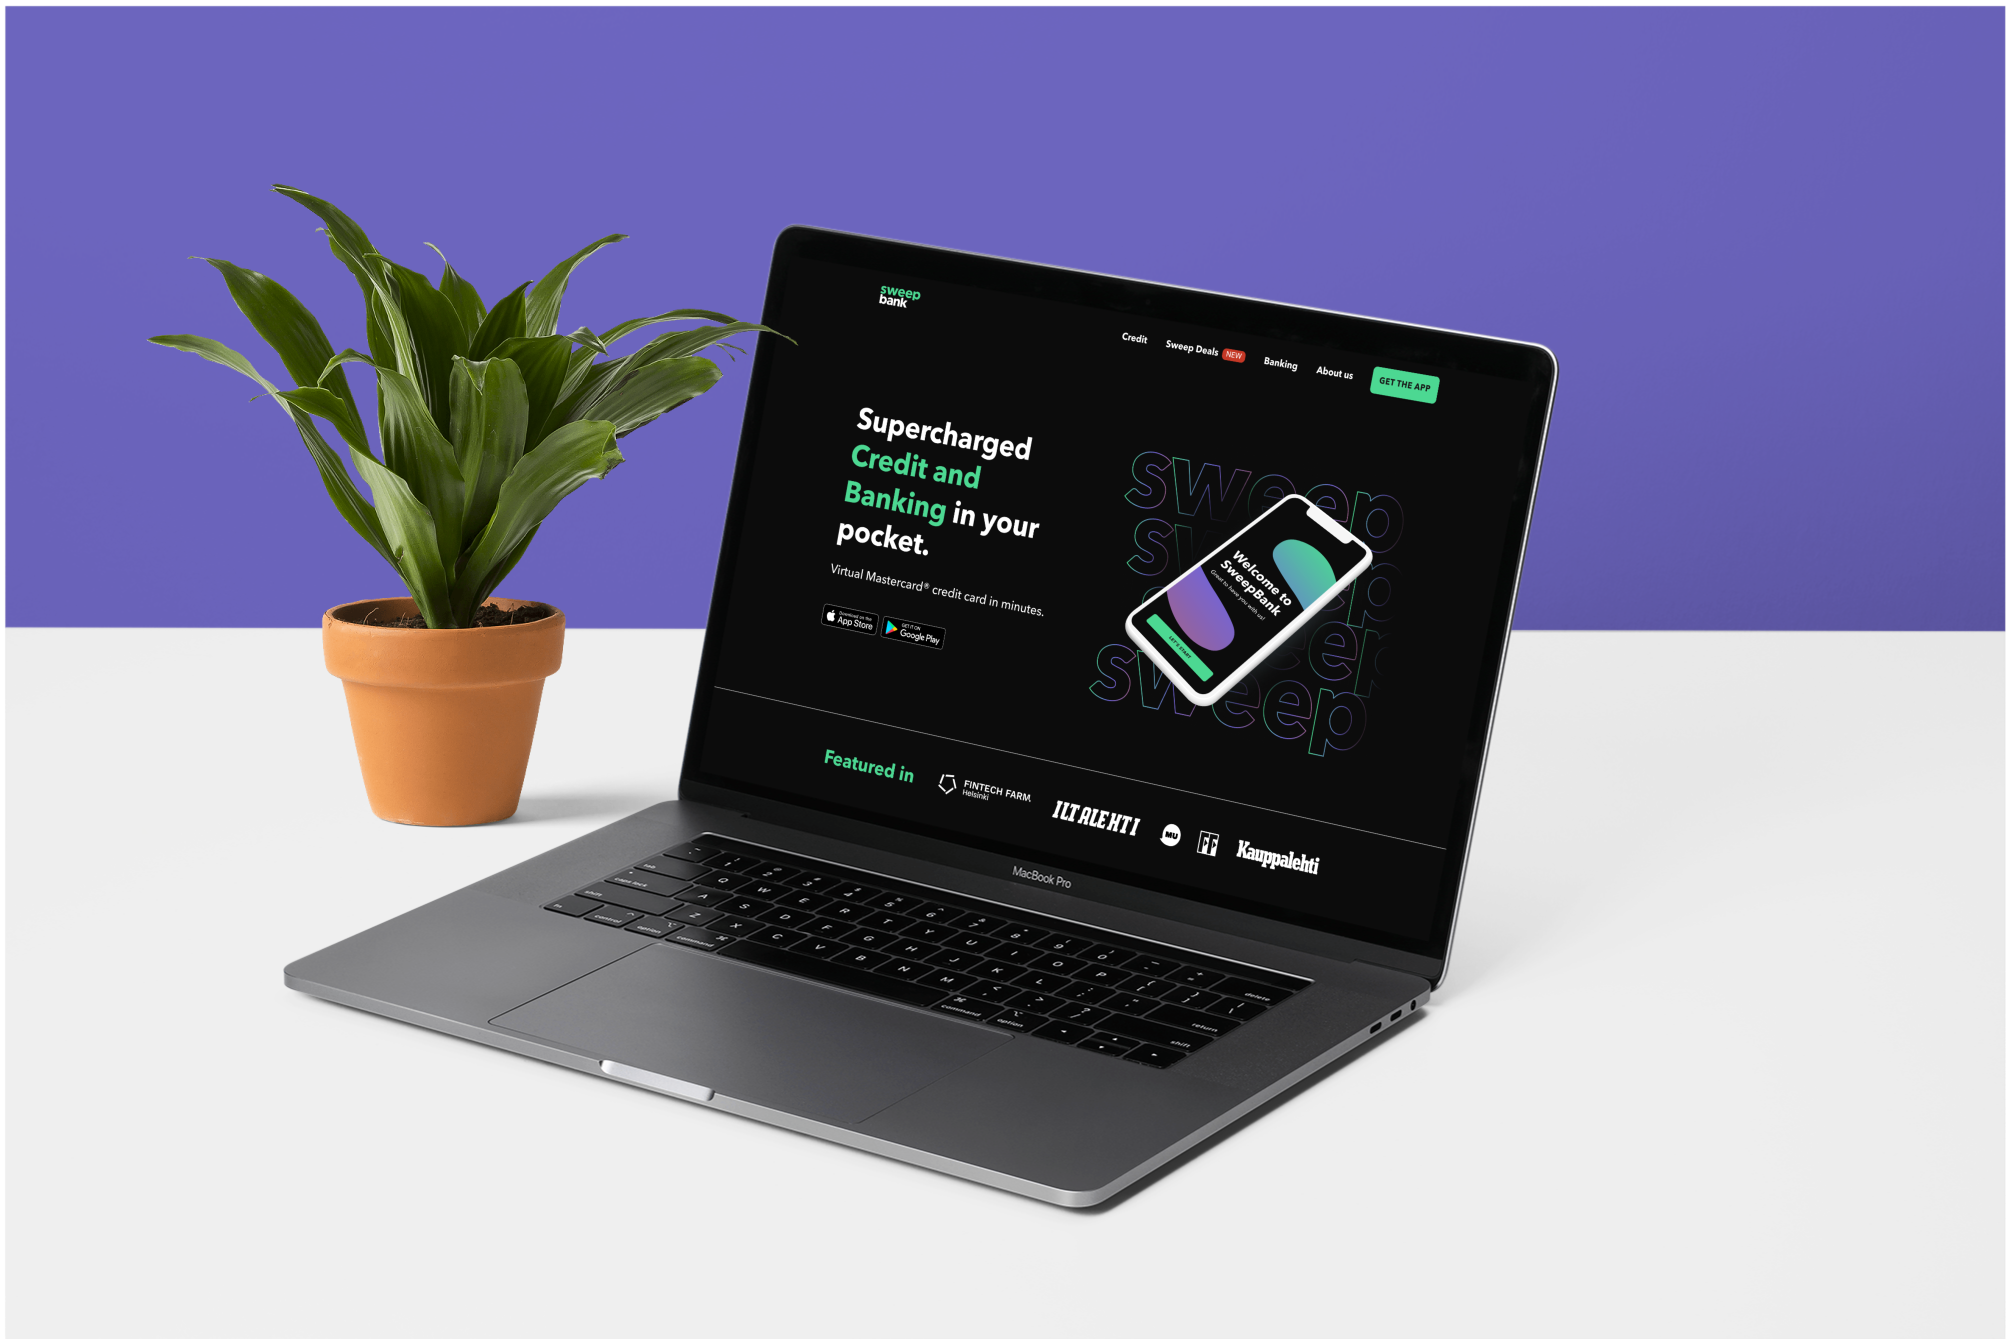 sweep
bank
Credit
Sweep Deals NEW
Banking
About us
GET THE APP
Supercharged
Credit and
Banking in your
pocket.
Virtual Mastercard® credit card in minutes.
Download on the
App Store
GET IT ON
Google Play
sweep
sweep
Welcome to
SweepBank
Great to have you with us!
LET'S START
Featured in
FINTECH FARM
Helsinki
ILTALEHTI
MU
FF
Kauppalehti
MacBook Pro
tab
Q W E R T Y U I O P
delete
caps lock
A S D F G H J K L
return
shift
Z X C V B N M
shift
fn control option command
command option